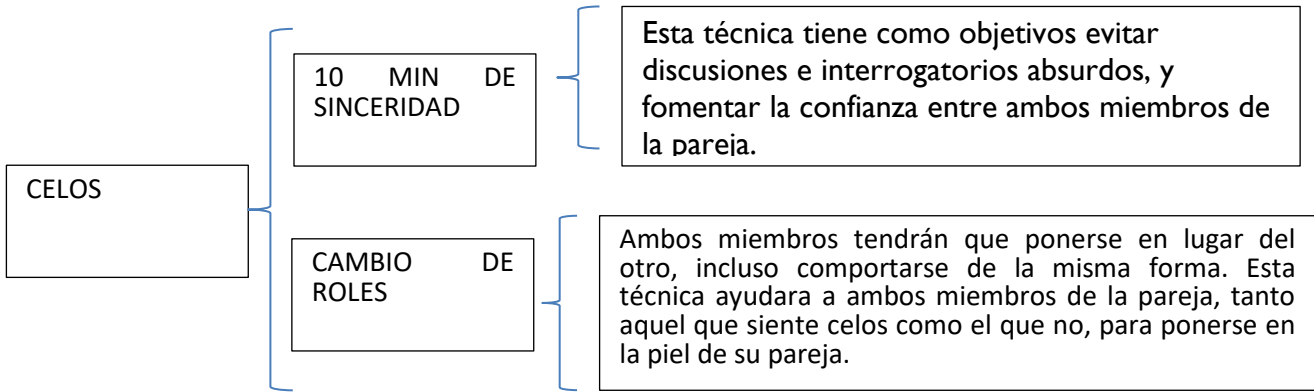 CELOS
10 MIN DE
SINCERIDAD
Esta técnica tiene como objetivos evitar
discusiones e interrogatorios absurdos, y
fomentar la confianza entre ambos miembros de
la pareja.
CAMBIO DE
ROLES
Ambos miembros tendrán que ponerse en lugar del
otro, incluso comportarse de la misma forma. Esta
técnica ayudara a ambos miembros de la pareja, tanto
aquel que siente celos como el que no, para ponerse en
la piel de su pareja.